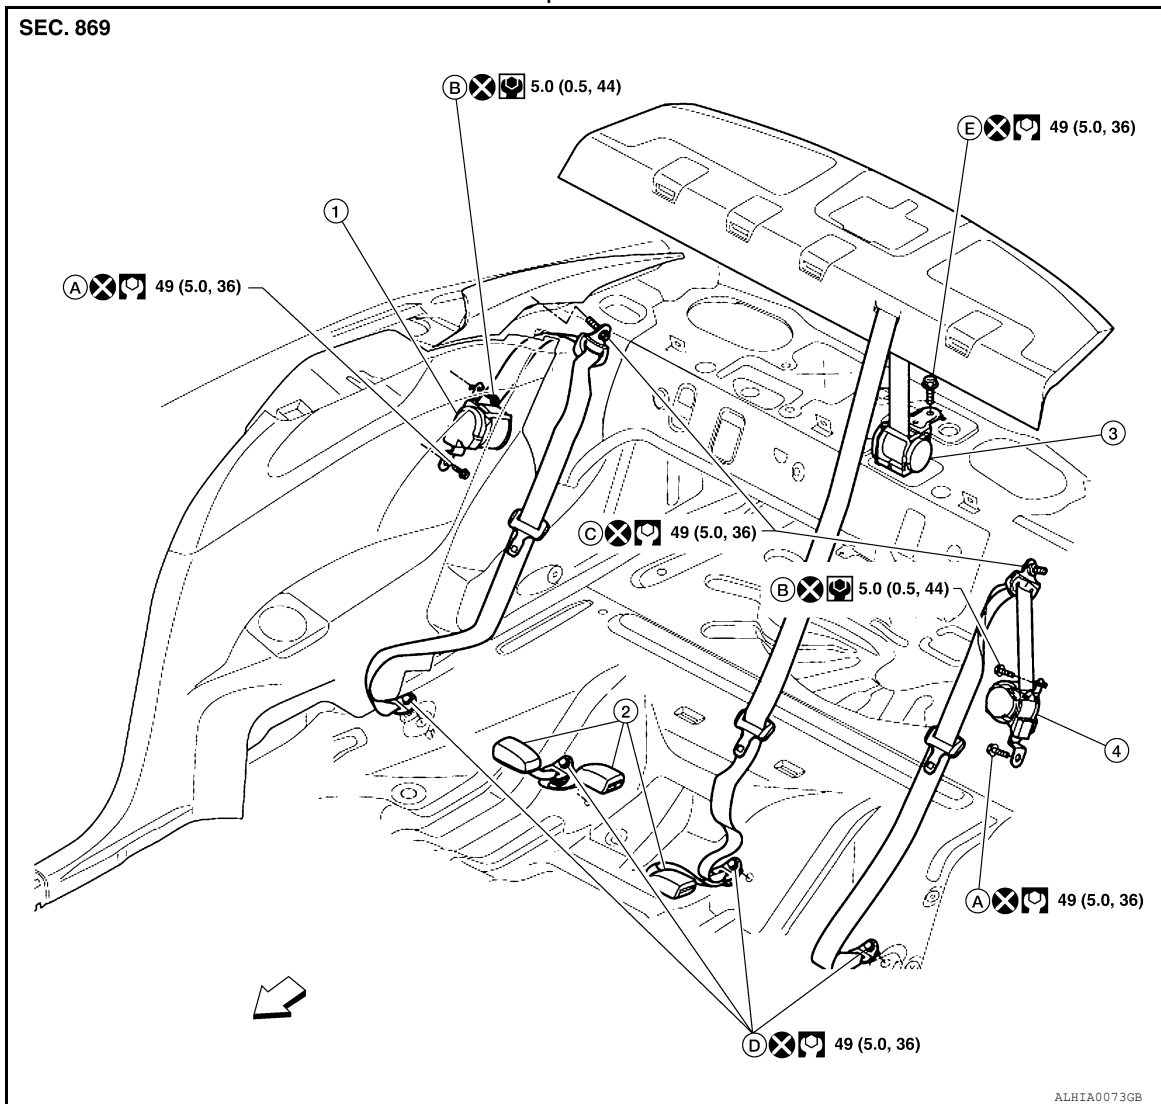 SEC. 869
B 5.0 (0.5, 44)
E 49 (5.0, 36)
1
A 49 (5.0, 36)
3
C 49 (5.0, 36)
B 5.0 (0.5, 44)
2
4
A 49 (5.0, 36)
D 49 (5.0, 36)
ALHIA0073GB